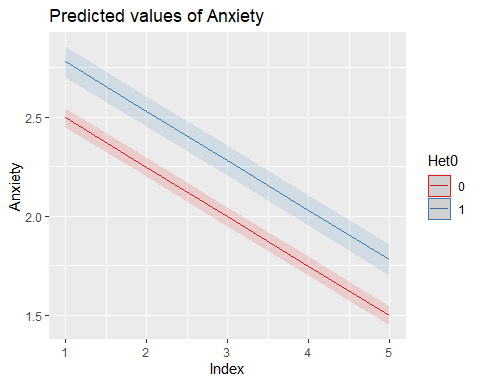 Predicted values of Anxiety
2.5
2.0
1.5
Anxiety
1 2 3 4 5
Index
Het0
0
1